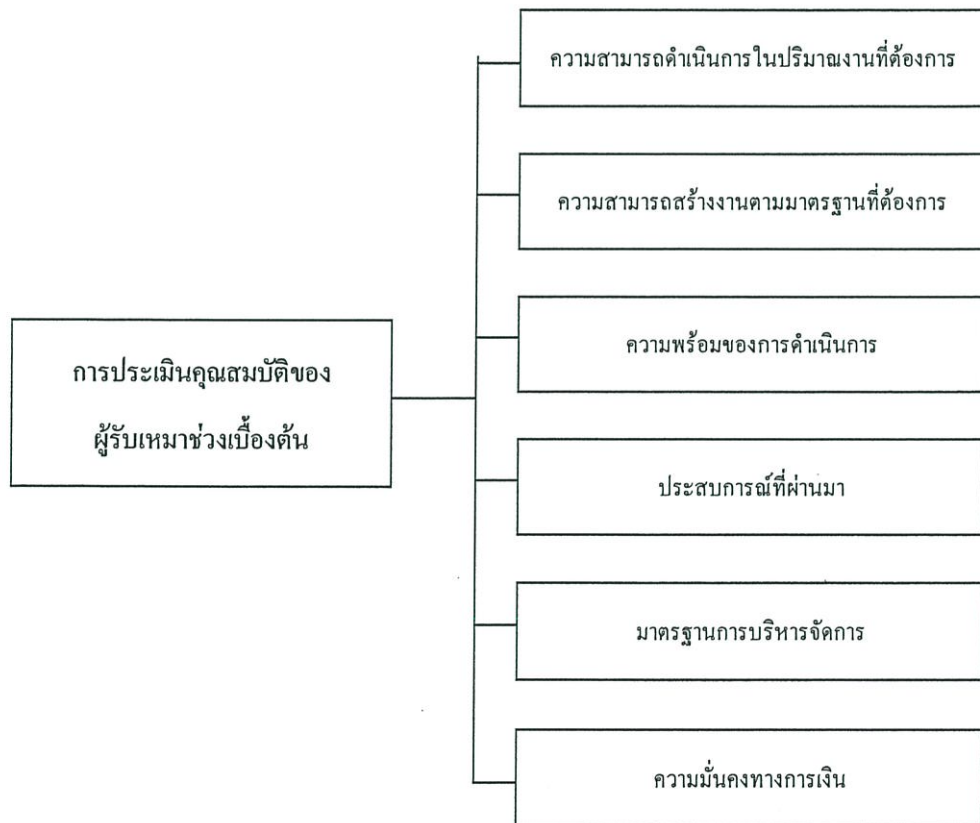 ความสามารถดำเนินการในปริมาณงานที่ต้องการ
ความสามารถสร้างงานตามมาตรฐานที่ต้องการ
ความพร้อมของการดำเนินการ
การประเมินคุณสมบัติของ
ผู้รับเหมาช่วงเบื้องต้น
ประสบการณ์ที่ผ่านมา
มาตรฐานการบริหารจัดการ
ความมั่นคงทางการเงิน